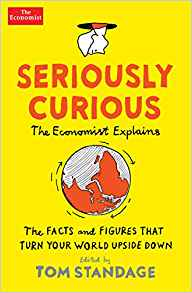 The
Economist
SERIOUSLY
CURIOUS
The Economist Explains
The FACTS and FIGURES THAT
TURN YOUR WORLD UPSIDE DOWN
Edited by
TOM STANDAGE